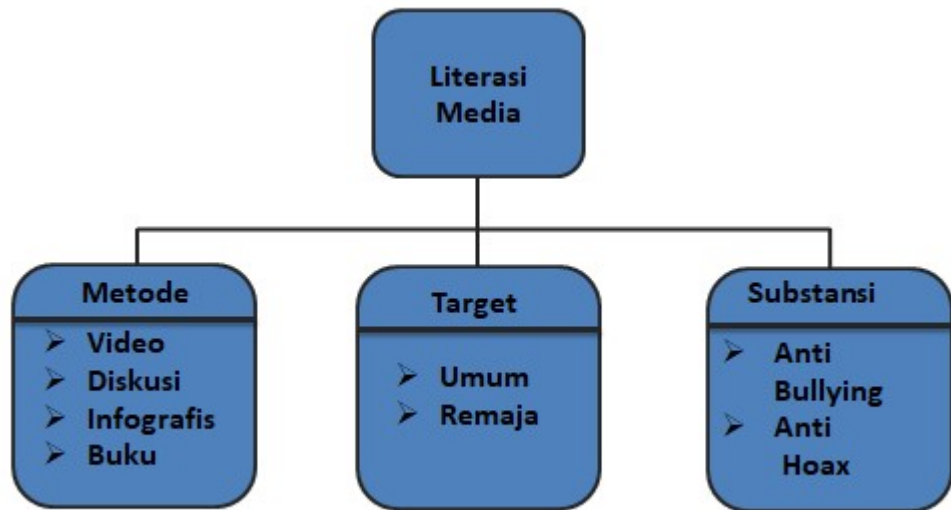 Literasi
Media
Metode
➢ Video
➢ Diskusi
➢ Infografis
➢ Buku
Target
➢ Umum
➢ Remaja
Substansi
➢ Anti
Bullying
➢ Anti
Hoax